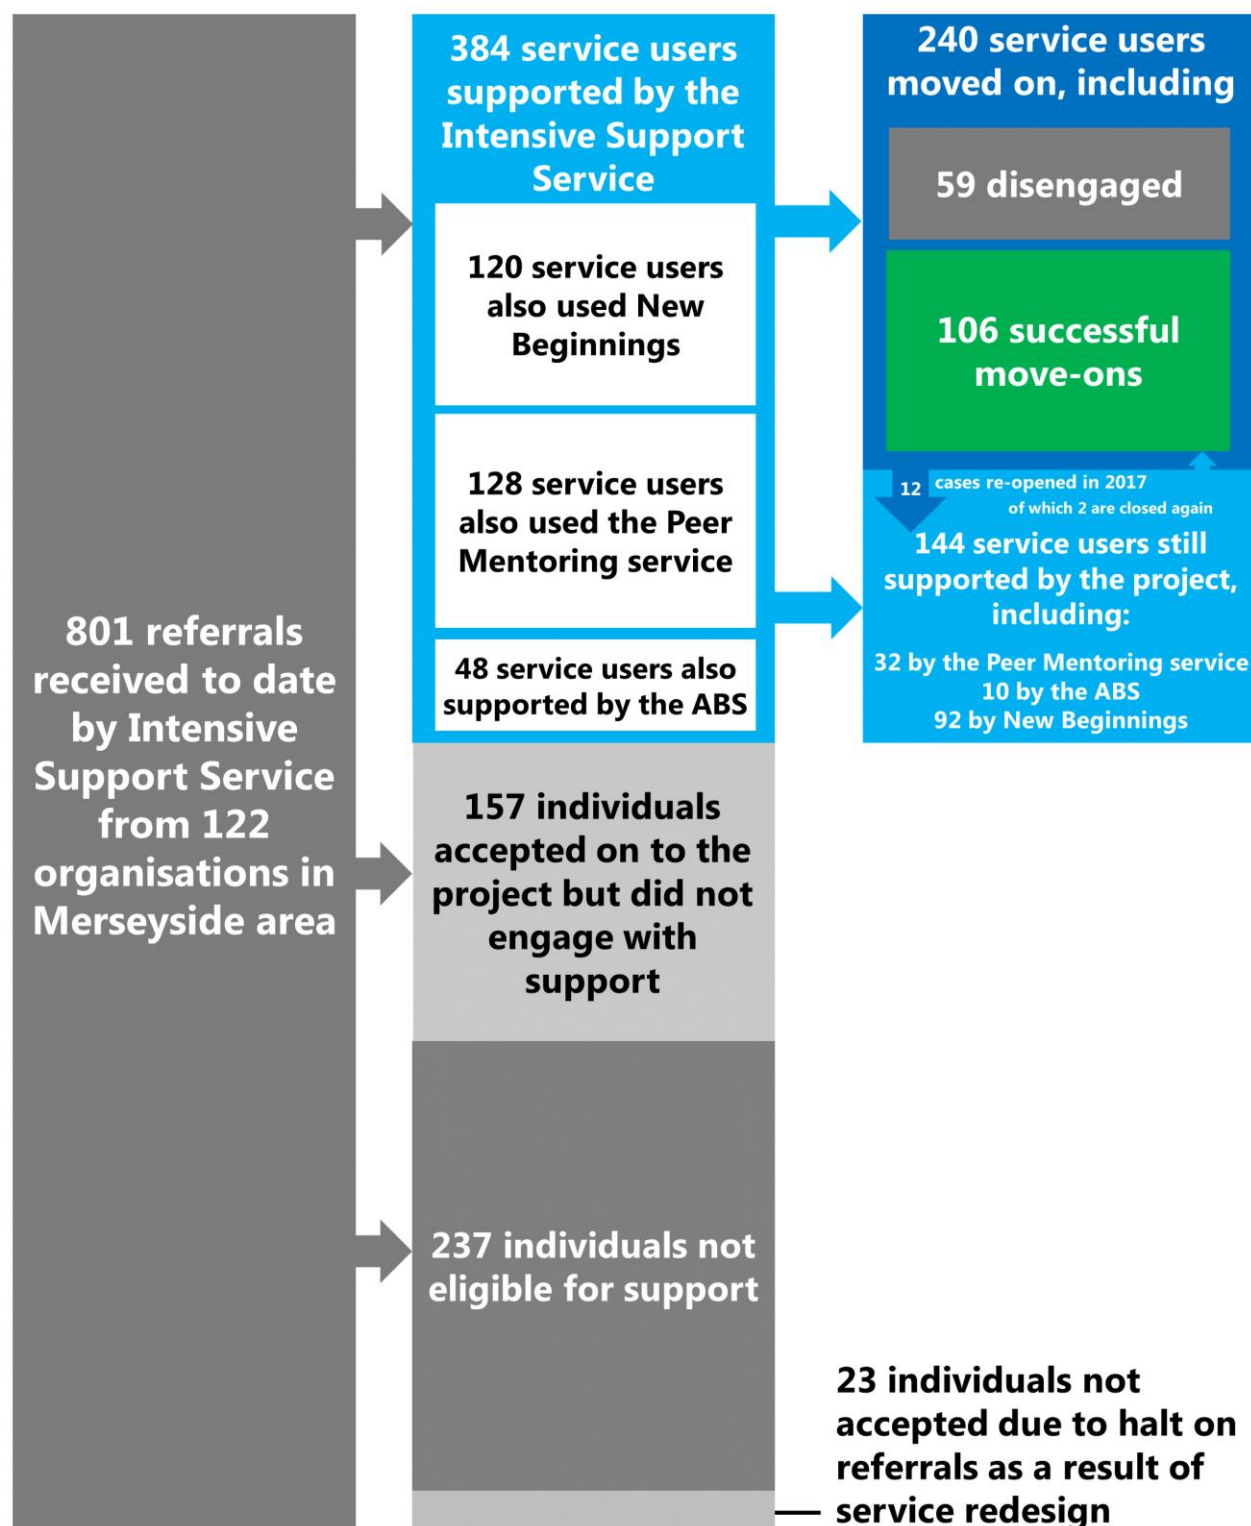 801 referrals
received to date
by Intensive
Support Service
from 122
organisations in
Merseyside area
384 service users
supported by the
Intensive Support
Service
120 service users
also used New
Beginnings
128 service users
also used the Peer
Mentoring service
48 service users also
supported by the ABS
157 individuals
accepted on to the
project but did not
engage with
support
237 individuals not
eligible for support
23 individuals not
accepted due to halt on
referrals as a result of
service redesign
240 service users
moved on, including
59 disengaged
106 successful
move-ons
12 cases re-opened in 2017
of which 2 are closed again
144 service users still
supported by the project,
including:
32 by the Peer Mentoring service
10 by the ABS
92 by New Beginnings